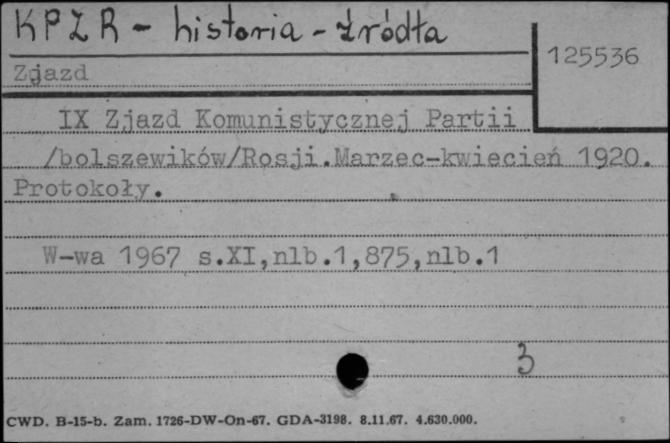 KPZR - historia - źródła
125536
Zjazd
IX Zjazd Komunistycznej Partii
/bolszewików/Rosji.Marzec-kwiecień 1920.
Protokoły.
W-wa 1967 s.XI,nlb.1,875,nlb.1
3
CWD. B-15-b. Zam. 1726-DW-On-67. GDA-3198. 8.11.67. 4.630.000.